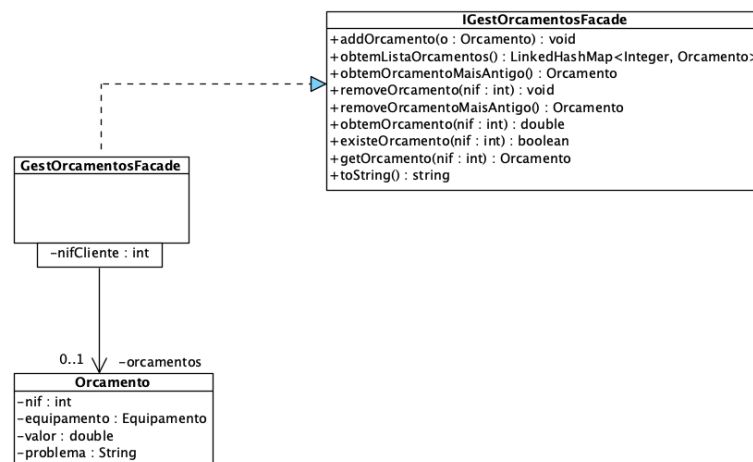 IGestOrcamentosFacade
+addOrcamento(o : Orcamento) : void
+obtemListaOrcamentos() : LinkedHashMap<Integer, Orcamento>
+obtemOrcamentoMaisAntigo() : Orcamento
+removeOrcamento(nif : int) : void
+removeOrcamentoMaisAntigo() : Orcamento
+obtemOrcamento(nif : int) : double
+existeOrcamento(nif : int) : boolean
+getOrcamento(nif : int) : Orcamento
+toString() : string
GestOrcamentosFacade
-nifCliente : int
0..1 -orcamentos
Orcamento
-nif : int
-equipamento : Equipamento
-valor : double
-problema : String